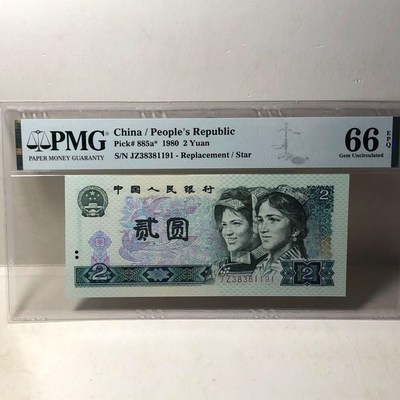 PMG
PAPER MONEY GUARANTY
China / People's Republic
Pick# 885a* 1980 2 Yuan
S/N JZ38381191 - Replacement / Star
66 EPQ
Gem Uncirculated
中国人民银行
贰圆
2
2
2
JZ38381191